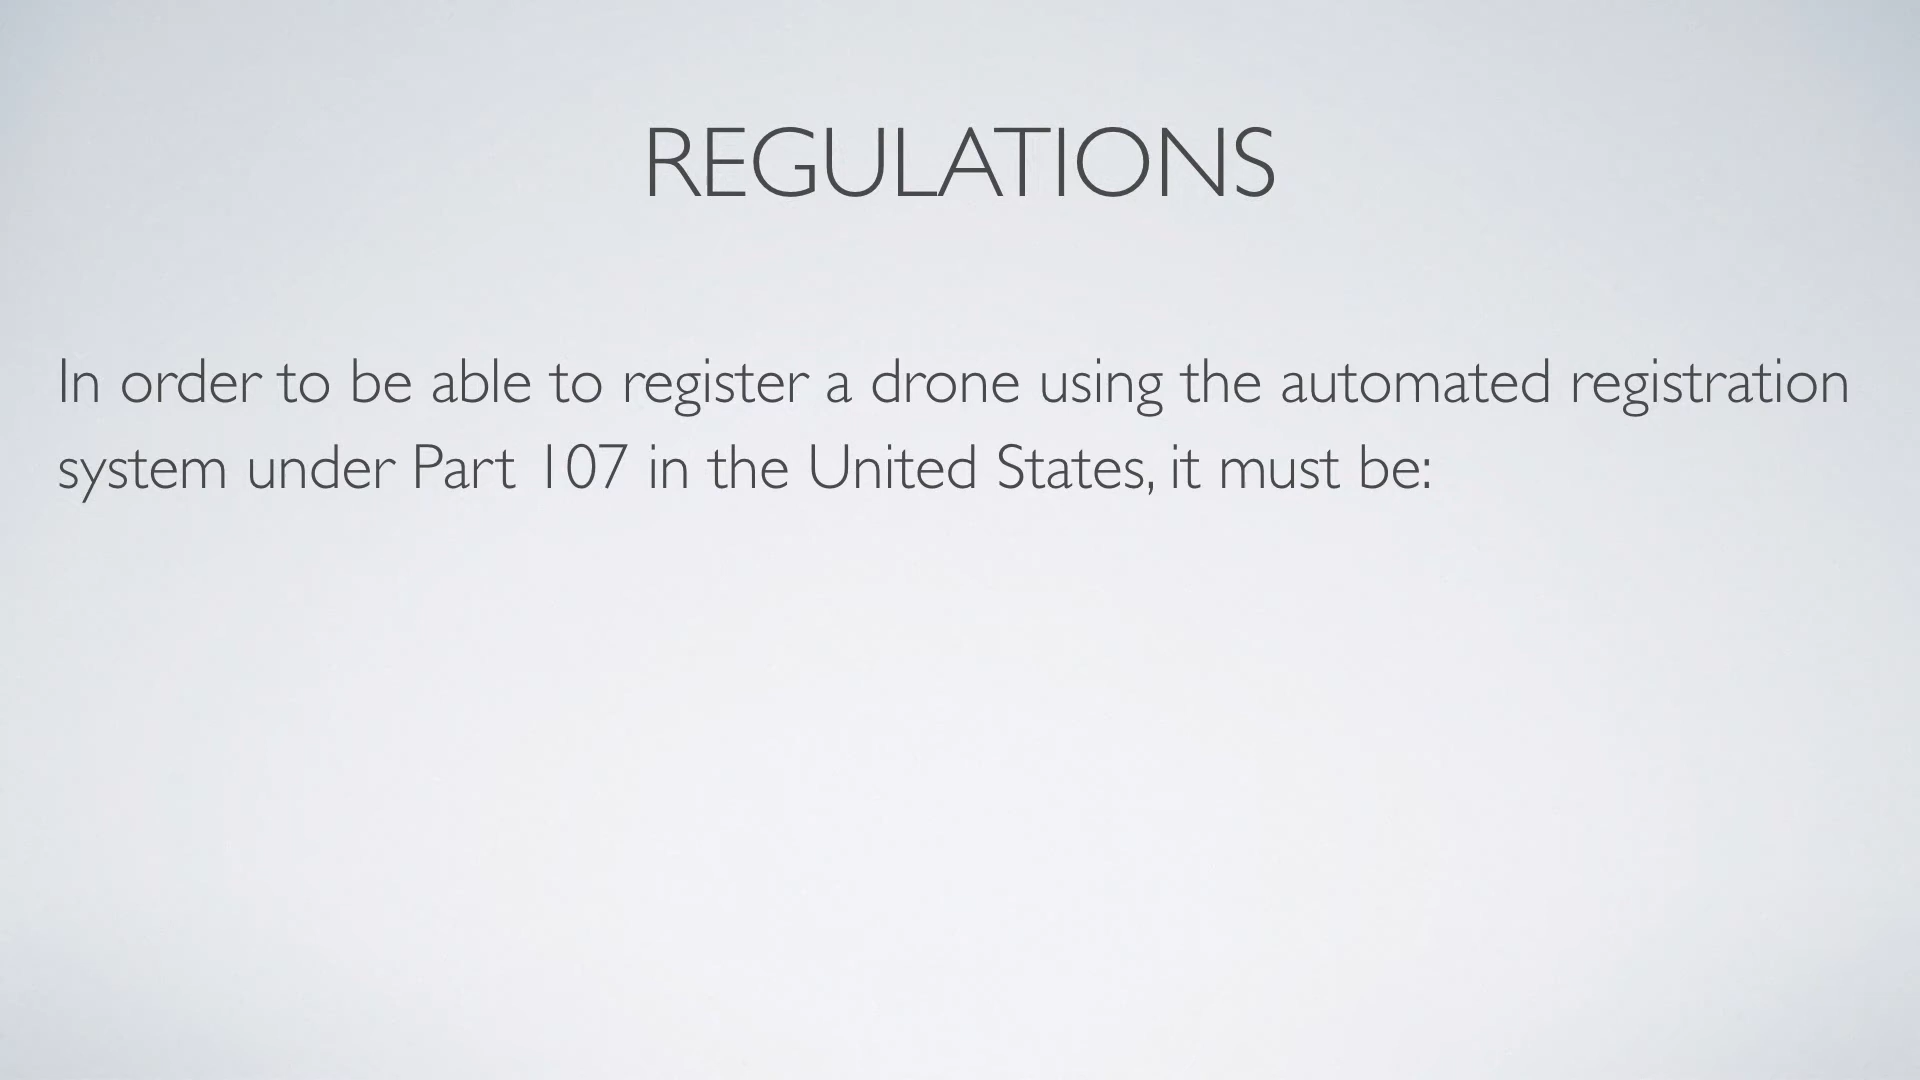 REGULATIONS
In order to be able to register a drone using the automated registration
system under Part 107 in the United States, it must be: